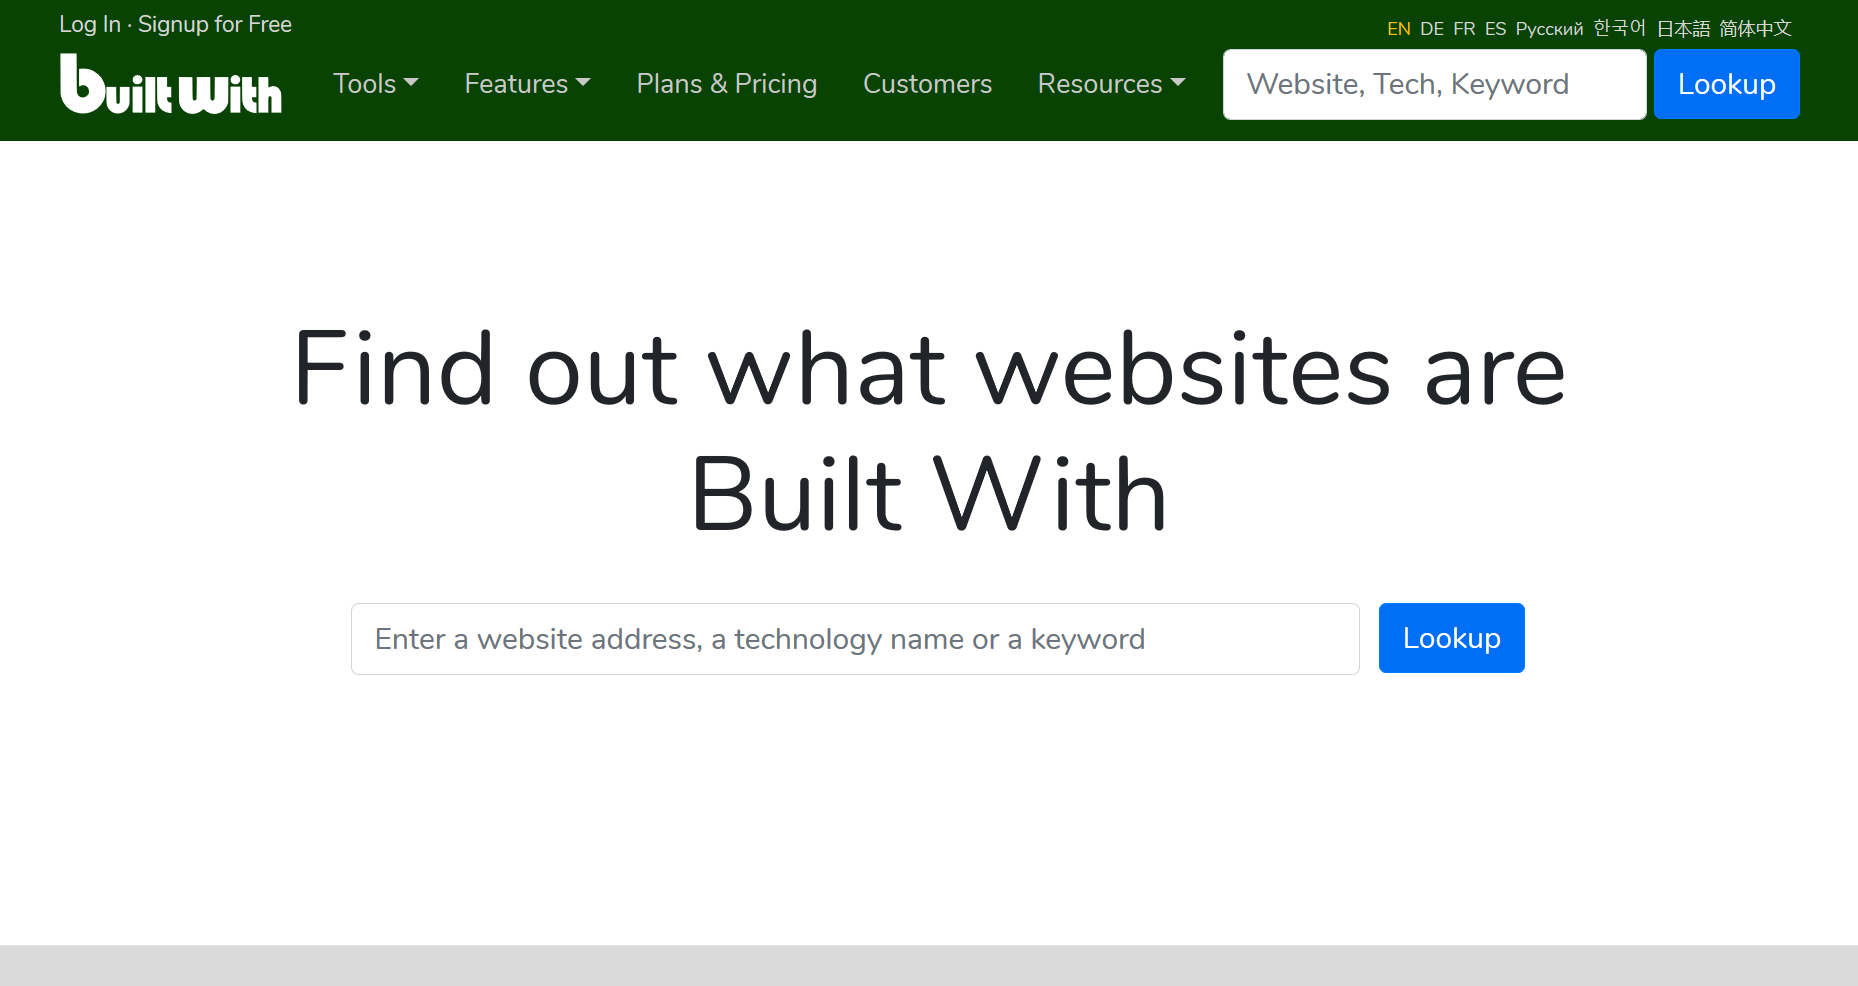 Log In · Signup for Free
EN DE FR ES Русский 한국어 日本語 简体中文
builtwith Tools Features Plans & Pricing Customers Resources Website, Tech, Keyword Lookup
Find out what websites are
Built With
Enter a website address, a technology name or a keyword Lookup